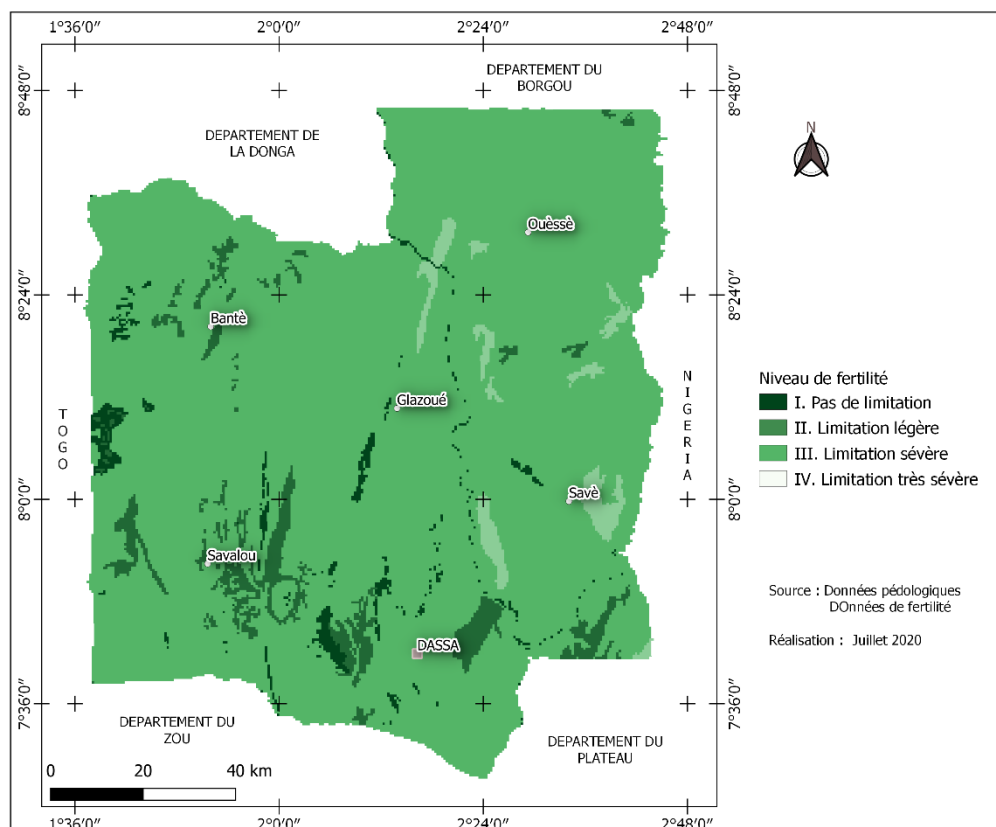 1°36′0″ 2°0′0″ 2°24′0″ 2°48′0″
8°48′0″ 8°48′0″
DEPARTEMENT DU
BORGOU
DEPARTEMENT DE
LA DONGA
N
Ouèssè
8°24′0″ 8°24′0″
Bantè
Glazoué
TOGO
NIGERIA
Niveau de fertilité
I. Pas de limitation
II. Limitation légère
III. Limitation sévère
IV. Limitation très sévère
8°0′0″ 8°0′0″
Savè
Savalou
Source : Données pédologiques
DOnnées de fertilité
Réalisation : Juillet 2020
DASSA
7°36′0″ 7°36′0″
DEPARTEMENT DU
ZOU
DEPARTEMENT DU
PLATEAU
0 20 40 km
1°36′0″ 2°0′0″ 2°24′0″ 2°48′0″